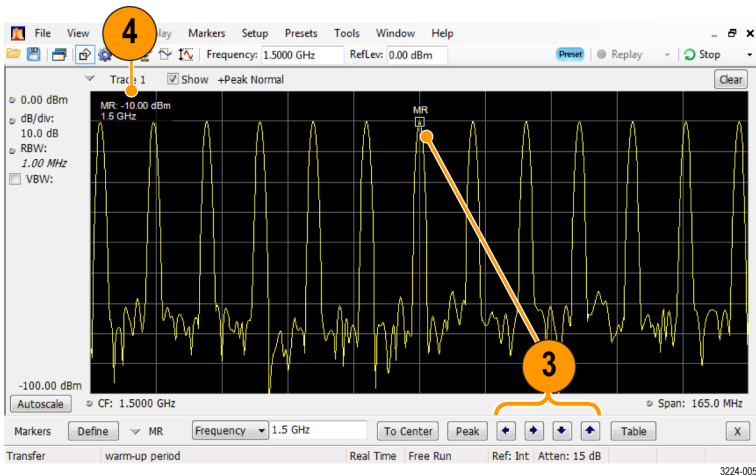 4
File View lay Markers Setup Presets Tools Window Help
Frequency: 1.5000 GHz RefLev: 0.00 dBm Preset Replay Stop
Trace 1 Show +Peak Normal Clear
0.00 dBm
MR: -10.00 dBm
1.5 GHz
MR
dB/div:
10.0 dB
RBW:
1.00 MHz
VBW:
3
-100.00 dBm
Autoscale CF: 1.5000 GHz Span: 165.0 MHz
Markers Define MR Frequency 1.5 GHz To Center Peak Table X
Transfer warm-up period Real Time Free Run Ref: Int Atten: 15 dB
3224-005